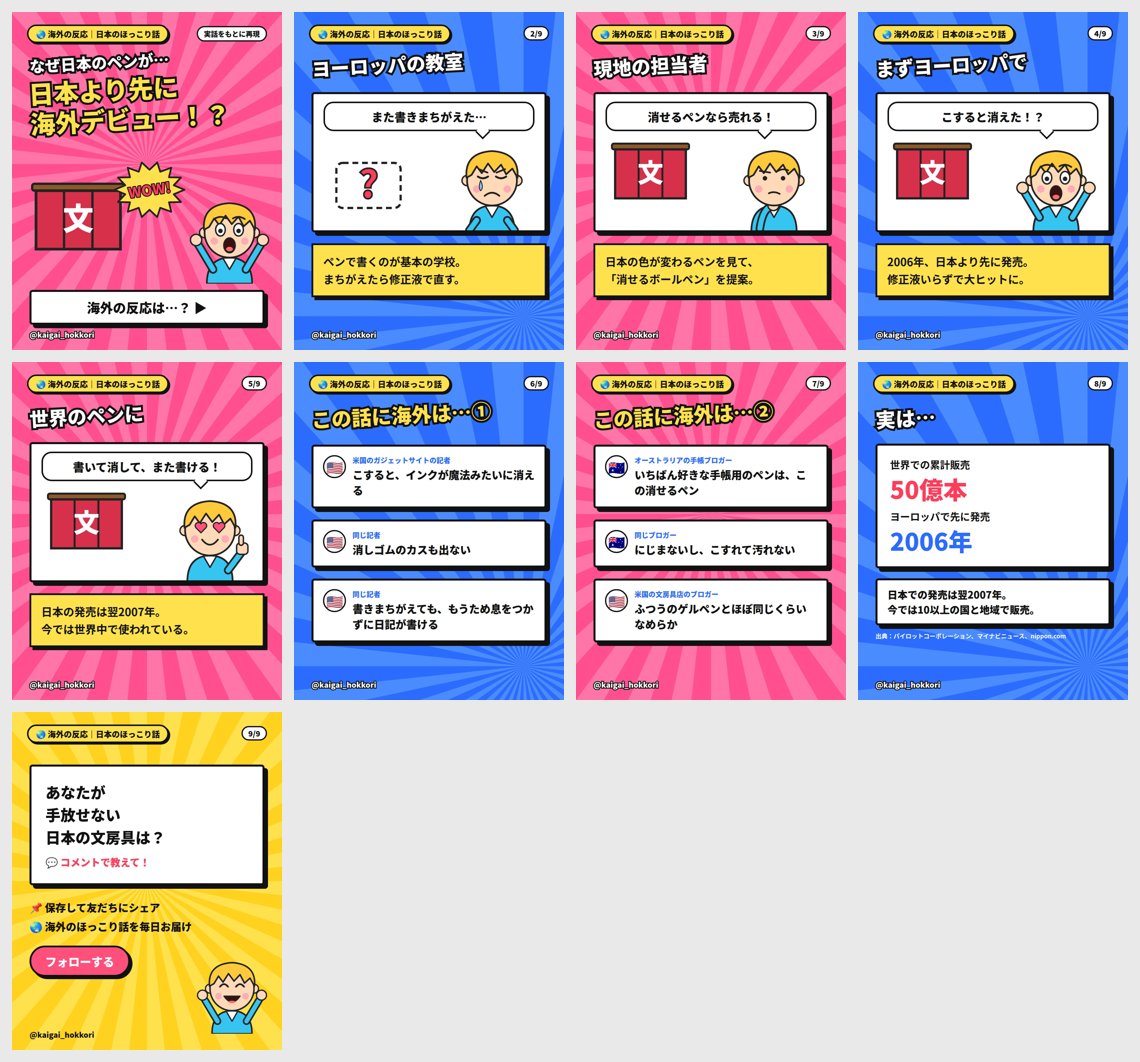 🌏 海外の反応｜日本のほっこり話
実話をもとに再現
なぜ日本のペンが…
日本より先に
海外デビュー！？
WOW!
文
海外の反応は…？ ▶
@kaigai_hokkori
🌏 海外の反応｜日本のほっこり話
2/9
ヨーロッパの教室
また書きまちがえた…
?
ペンで書くのが基本の学校。
まちがえたら修正液で直す。
@kaigai_hokkori
🌏 海外の反応｜日本のほっこり話
3/9
現地の担当者
消せるペンなら売れる！
文
日本の色が変わるペンを見て、
「消せるボールペン」を提案。
@kaigai_hokkori
🌏 海外の反応｜日本のほっこり話
4/9
まずヨーロッパで
こすると消えた！？
文
2006年、日本より先に発売。
修正液いらずで大ヒットに。
@kaigai_hokkori
🌏 海外の反応｜日本のほっこり話
5/9
世界のペンに
書いて消して、また書ける！
文
日本の発売は翌2007年。
今では世界中で使われている。
@kaigai_hokkori
🌏 海外の反応｜日本のほっこり話
6/9
この話に海外は…①
米国のガジェットサイトの記者
こすると、インクが魔法みたいに消え
る
同じ記者
消しゴムのカスも出ない
同じ記者
書きまちがえても、もうため息をつか
ずに日記が書ける
@kaigai_hokkori
🌏 海外の反応｜日本のほっこり話
7/9
この話に海外は…②
オーストラリアの手帳ブロガー
いちばん好きな手帳用のペンは、こ
の消せるペン
同じブロガー
にじまないし、こすれて汚れない
米国の文房具店のブロガー
ふつうのゲルペンとほぼ同じくらい
なめらか
@kaigai_hokkori
🌏 海外の反応｜日本のほっこり話
8/9
実は…
世界での累計販売
50億本
ヨーロッパで先に発売
2006年
日本での発売は翌2007年。
今では10以上の国と地域で販売。
出典：パイロットコーポレーション、マイナビニュース、nippon.com
@kaigai_hokkori
🌏 海外の反応｜日本のほっこり話
9/9
あなたが
手放せない
日本の文房具は？
💬 コメントで教えて！
📌 保存して友だちにシェア
🌏 海外のほっこり話を毎日お届け
フォローする
@kaigai_hokkori